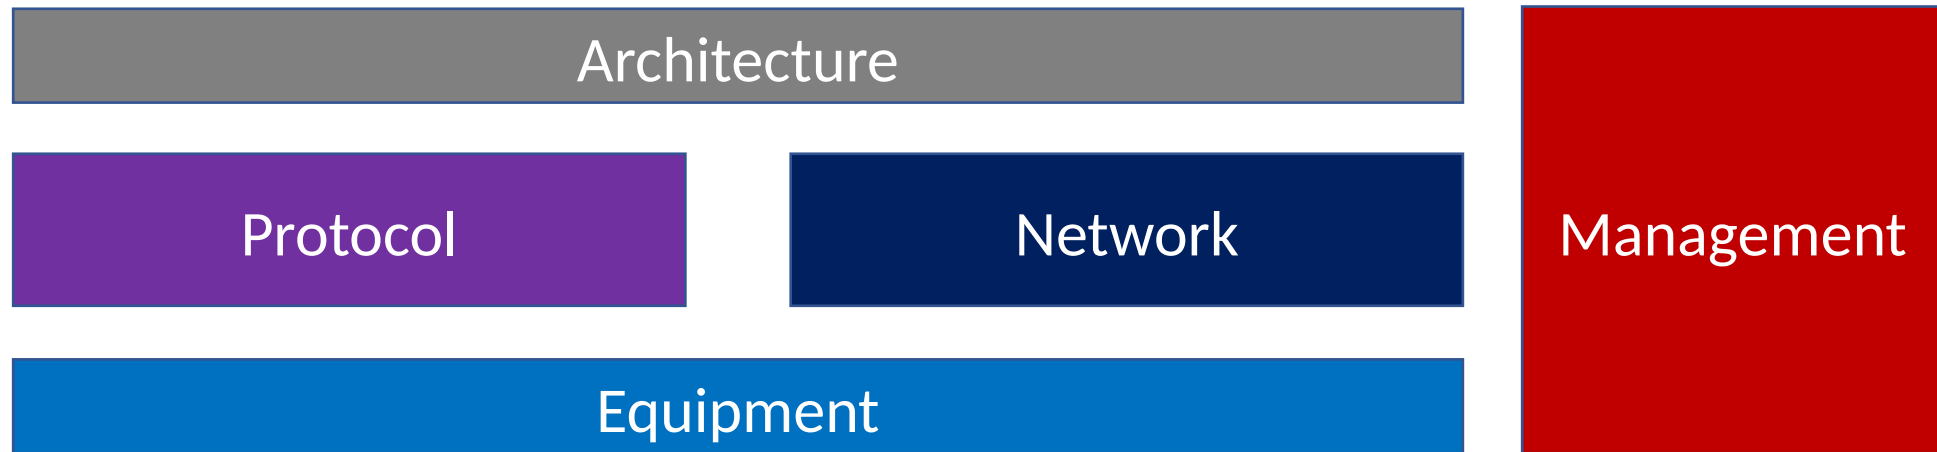 Architecture
Protocol
Network
Management
Equipment